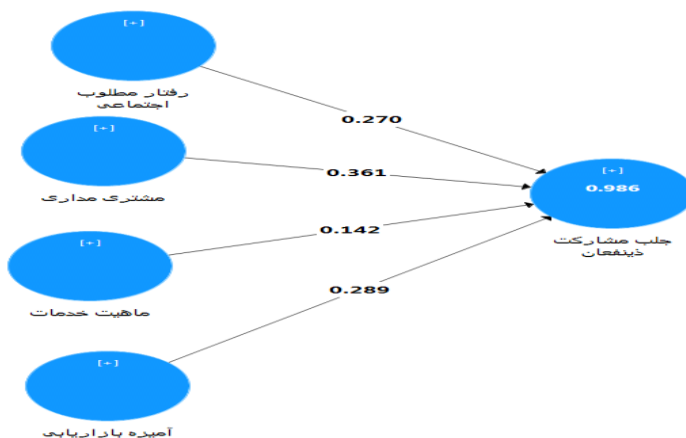 [+]
رفتار مطلوب
اجتماعی
0.270
[+]
مشتری مداری
0.361
[+]
0.986
جلب مشارکت
ذینفعان
[+]
ماهیت خدمات
0.142
0.289
[+]
آمیزه بازاریابی